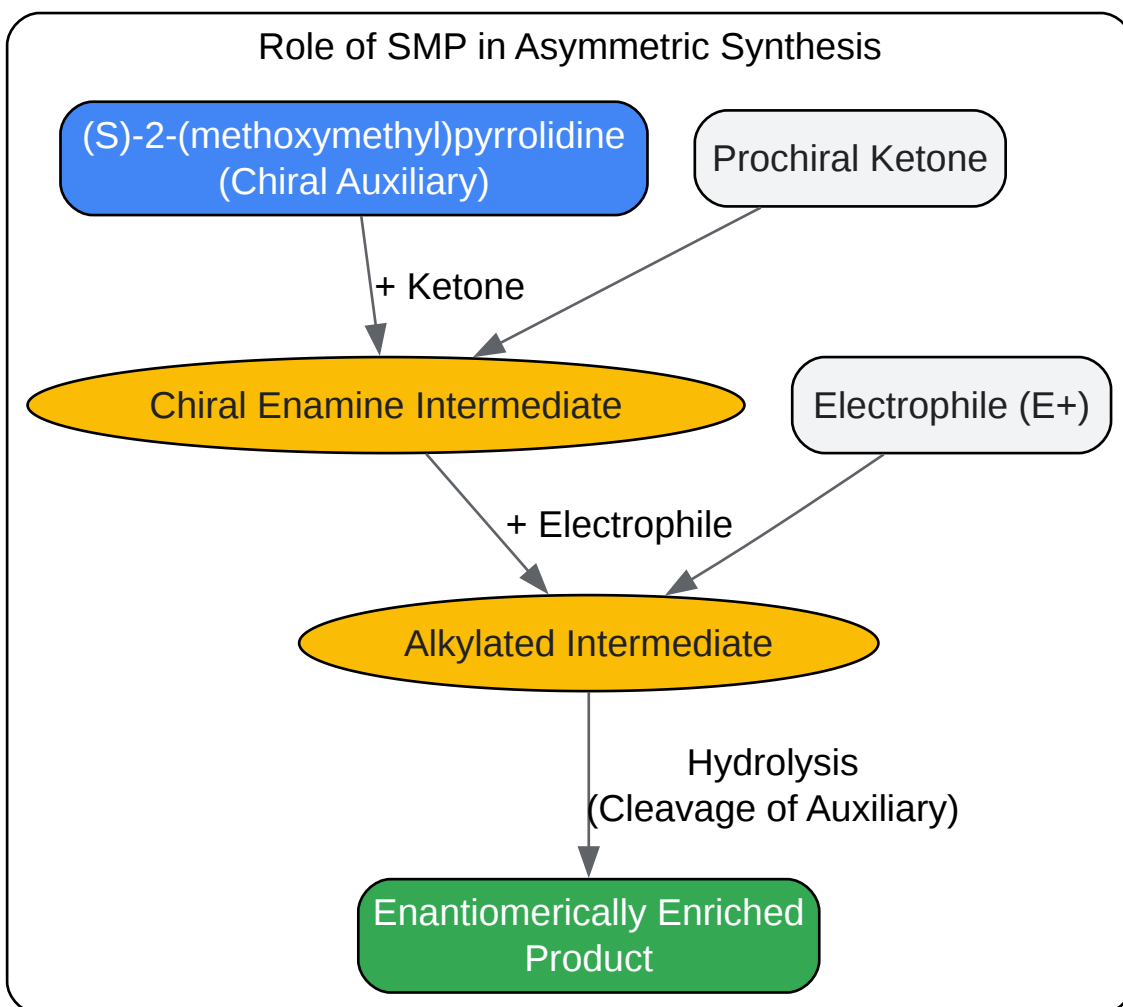 Role of SMP in Asymmetric Synthesis
(S)-2-(methoxymethyl)pyrrolidine
(Chiral Auxiliary)
Prochiral Ketone
+ Ketone
Chiral Enamine Intermediate
Electrophile (E+)
+ Electrophile
Alkylated Intermediate
Hydrolysis
(Cleavage of Auxiliary)
Enantiomerically Enriched
Product